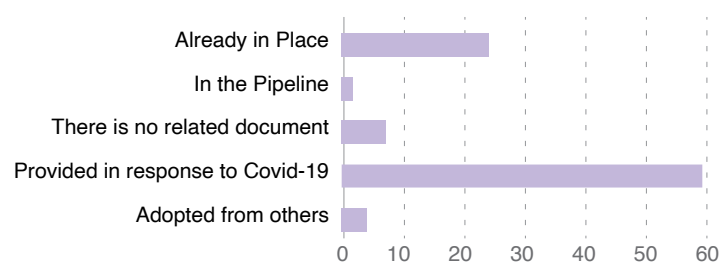 Already in Place
In the Pipeline
There is no related document
Provided in response to Covid-19
Adopted from others
0 10 20 30 40 50 60